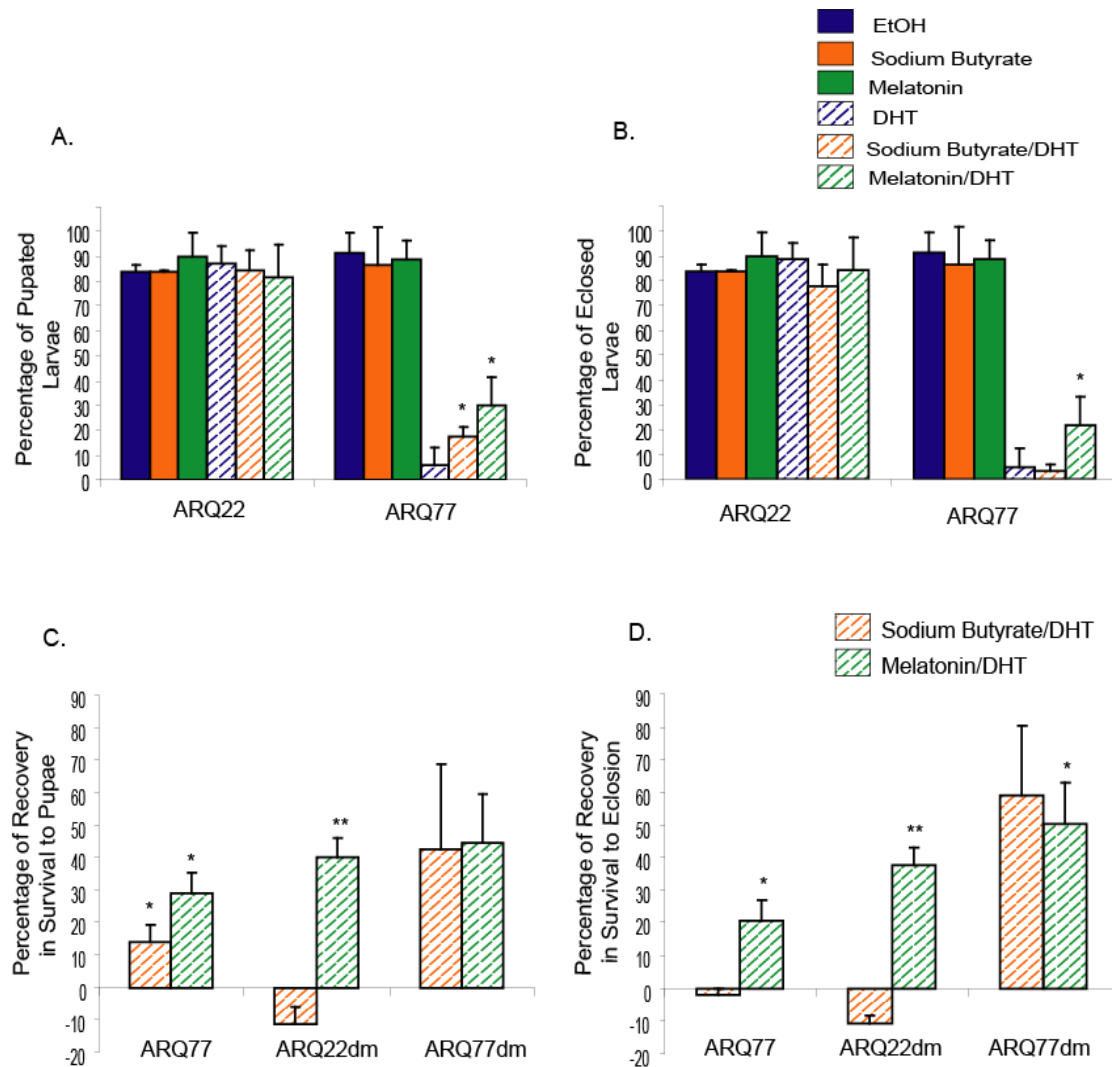 EtOH
Sodium Butyrate
Melatonin
DHT
Sodium Butyrate/DHT
Melatonin/DHT
A.
Percentage of Pupated
Larvae
100
90
80
70
60
50
40
30
20
10
0
*
*
ARQ22
ARQ77
B.
Percentage of Eclosed
Larvae
100
90
80
70
60
50
40
30
20
10
0
*
ARQ22
ARQ77
C.
Percentage of Recovery
in Survival to Pupae
90
80
70
60
50
40
30
20
10
0
-10
-20
*
*
**
ARQ77
ARQ22dm
ARQ77dm
D.
Sodium Butyrate/DHT
Melatonin/DHT
Percentage of Recovery
in Survival to Eclosion
90
80
70
60
50
40
30
20
10
0
-10
-20
*
**
*
ARQ77
ARQ22dm
ARQ77dm